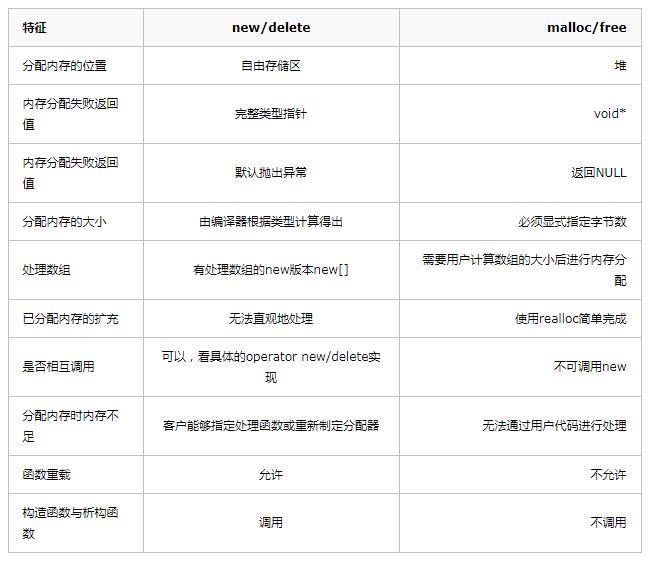 特征 new/delete malloc/free
分配内存的位置 自由存储区 堆
内存分配失败返回
值 完整类型指针 void*
内存分配失败返回
值 默认抛出异常 返回NULL
分配内存的大小 由编译器根据类型计算得出 必须显式指定字节数
处理数组 有处理数组的new版本new[] 需要用户计算数组的大小后进行内存分
配
已分配内存的扩充 无法直观地处理 使用realloc简单完成
是否相互调用 可以，看具体的operator new/delete实
现 不可调用new
分配内存时内存不
足 客户能够指定处理函数或重新制定分配器 无法通过用户代码进行处理
函数重载 允许 不允许
构造函数与析构函
数 调用 不调用